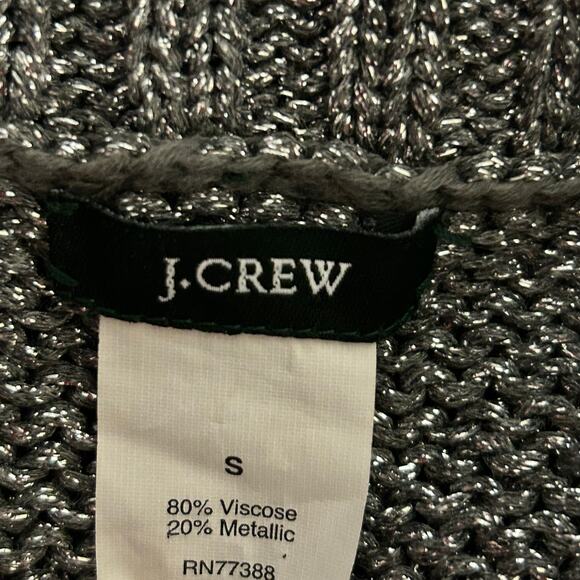 J.CREW
S
80% Viscose
20% Metallic
RN77388